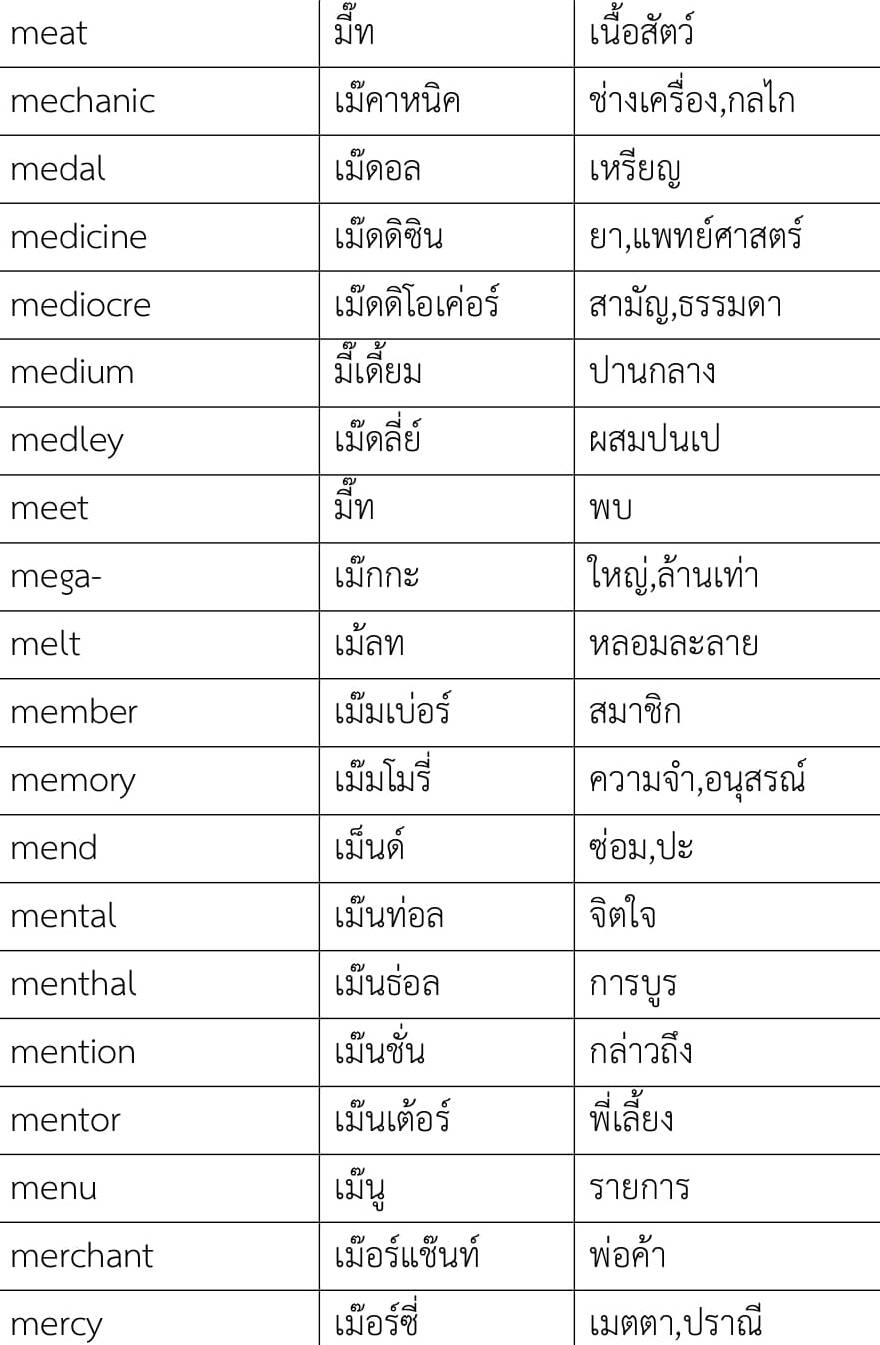 meat มี๊ท เนื้อสัตว์
mechanic เม๊คาหนิค ช่างเครื่อง,กลไก
medal เม๊ดอล เหรียญ
medicine เม๊ดดิซิน ยา,แพทย์ศาสตร์
mediocre เม๊ดดิโอเค่อร์ สามัญ,ธรรมดา
medium มี๊เดี้ยม ปานกลาง
medley เม๊ดลี่ย์ ผสมปนเป
meet มี๊ท พบ
mega- เม๊กกะ ใหญ่,ล้านเท่า
melt เม้ลท หลอมละลาย
member เม๊มเบ่อร์ สมาชิก
memory เม๊มโมรี่ ความจำ,อนุสรณ์
mend เม็นด์ ซ่อม,ปะ
mental เม๊นท่อล จิตใจ
menthal เม๊นธ่อล การบูร
mention เม๊นชั่น กล่าวถึง
mentor เม๊นเต้อร์ พี่เลี้ยง
menu เม๊นู รายการ
merchant เม๊อร์แช๊นท์ พ่อค้า
mercy เม๊อร์ซี่ เมตตา,ปราณี